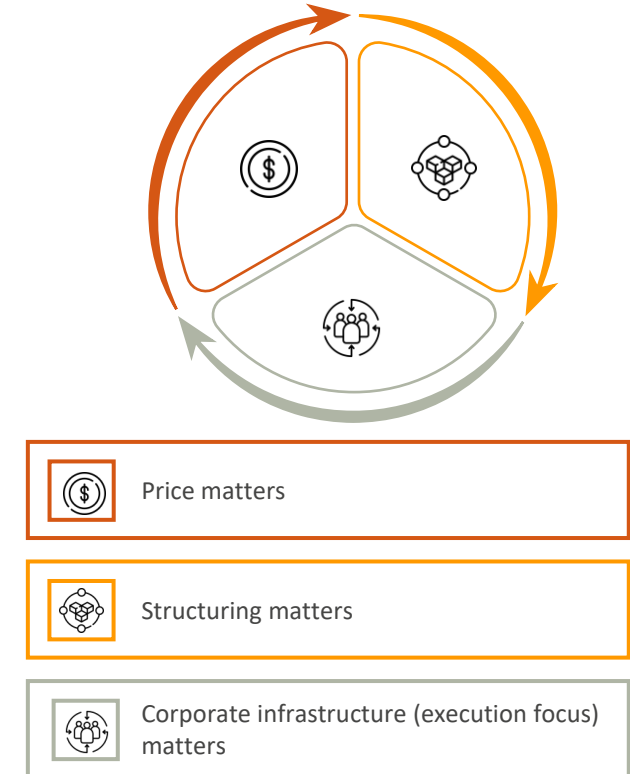 $
$
Price matters
Structuring matters
Corporate infrastructure (execution focus)
matters